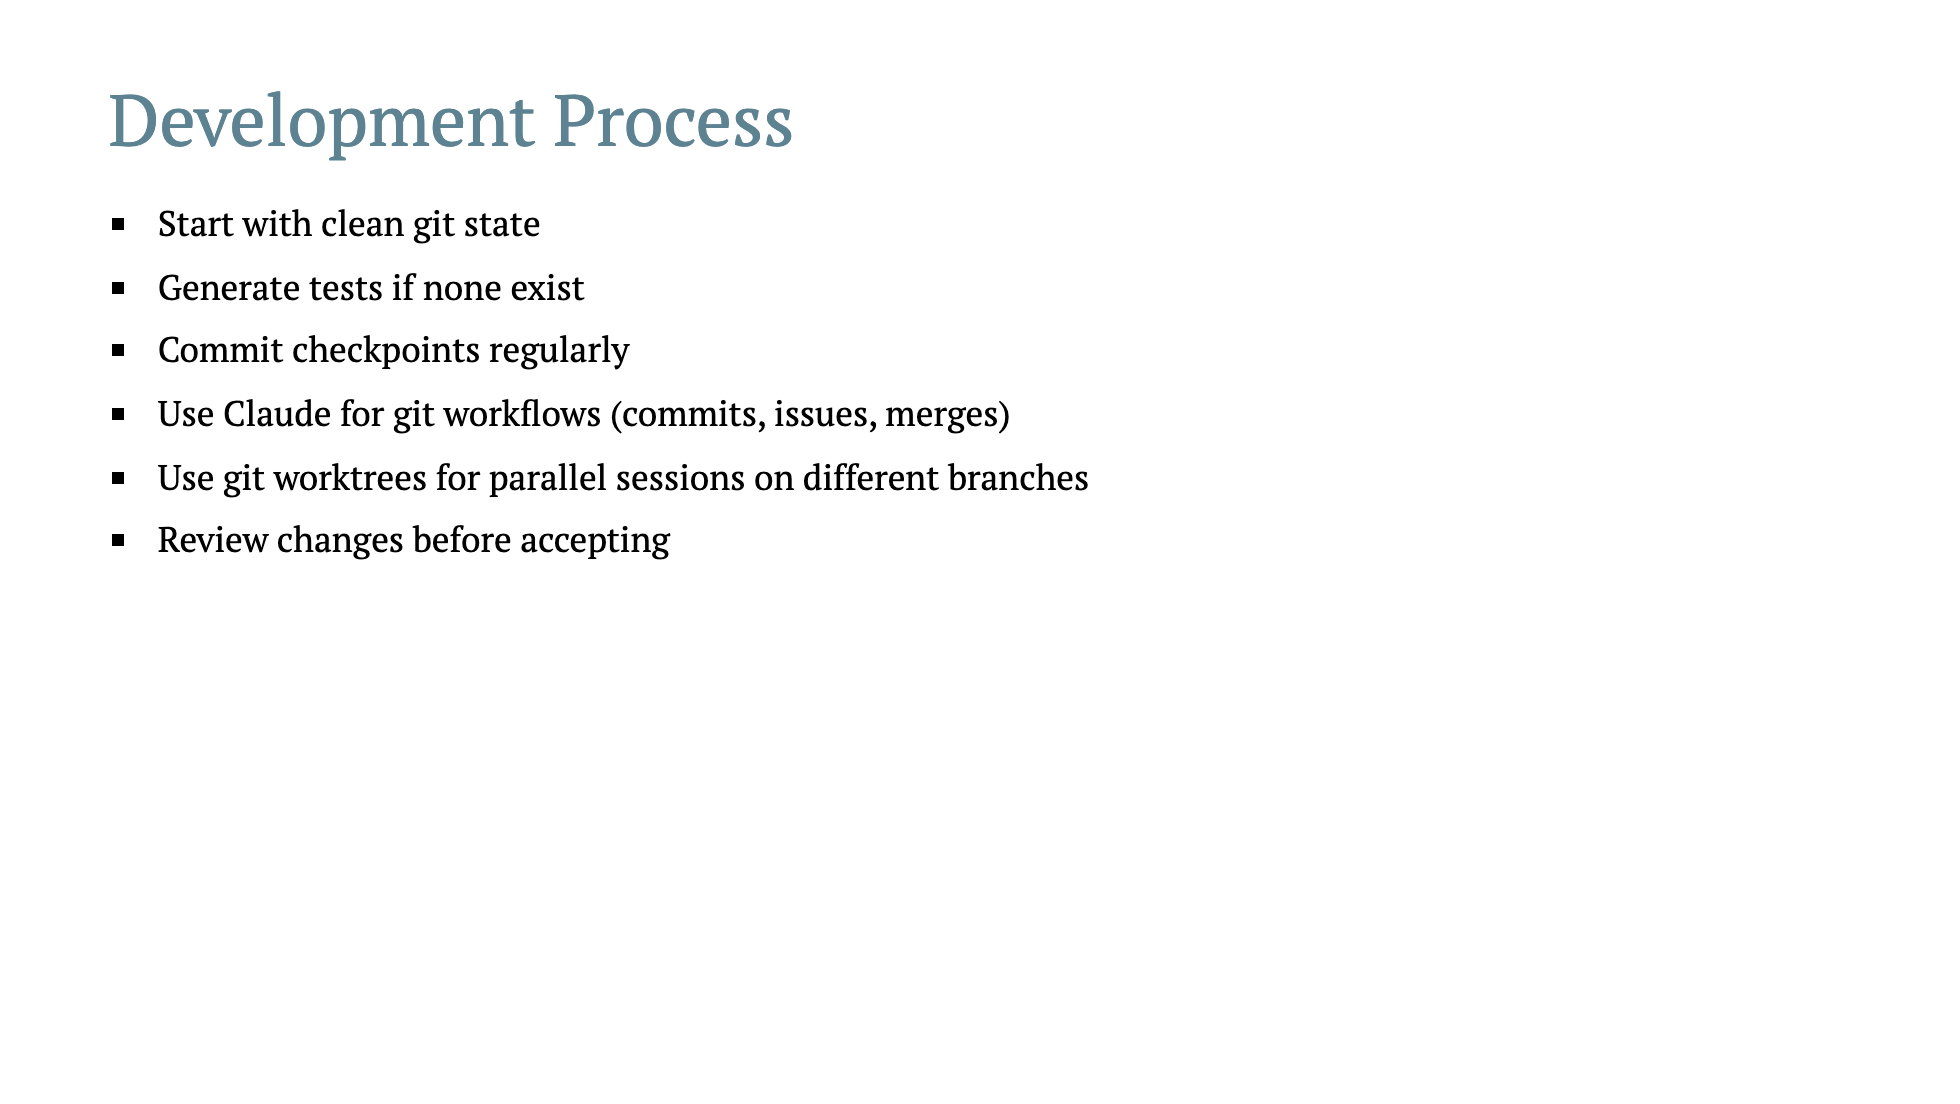 Development Process
▪ Start with clean git state
▪ Generate tests if none exist
▪ Commit checkpoints regularly
▪ Use Claude for git workflows (commits, issues, merges)
▪ Use git worktrees for parallel sessions on different branches
▪ Review changes before accepting